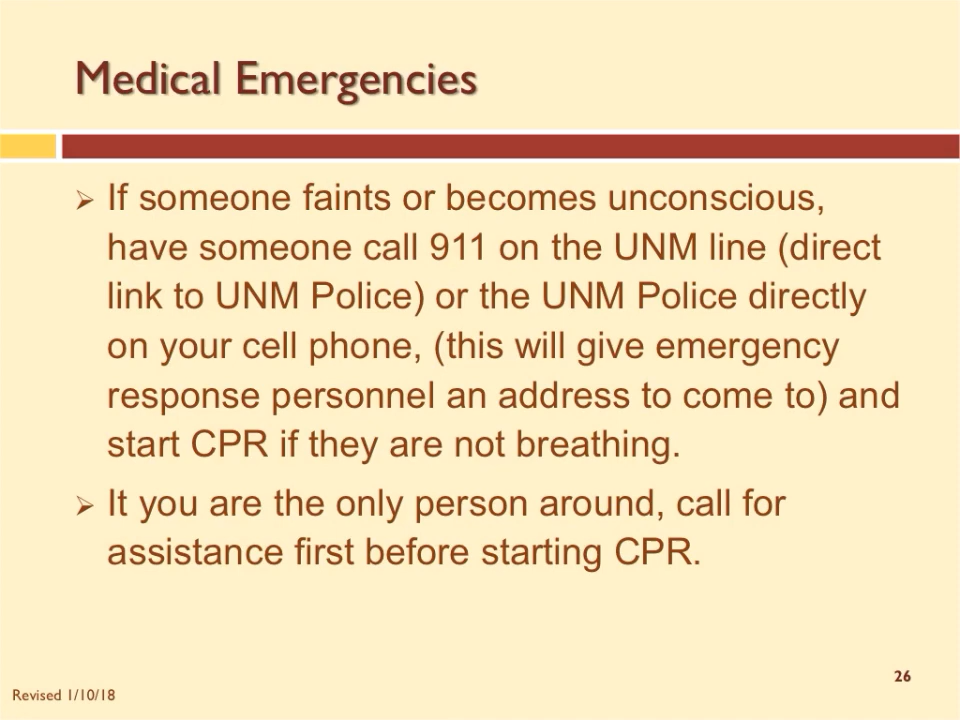 Medical Emergencies
➢ If someone faints or becomes unconscious,
have someone call 911 on the UNM line (direct
link to UNM Police) or the UNM Police directly
on your cell phone, (this will give emergency
response personnel an address to come to) and
start CPR if they are not breathing.
➢ It you are the only person around, call for
assistance first before starting CPR.
26
Revised 1/10/18